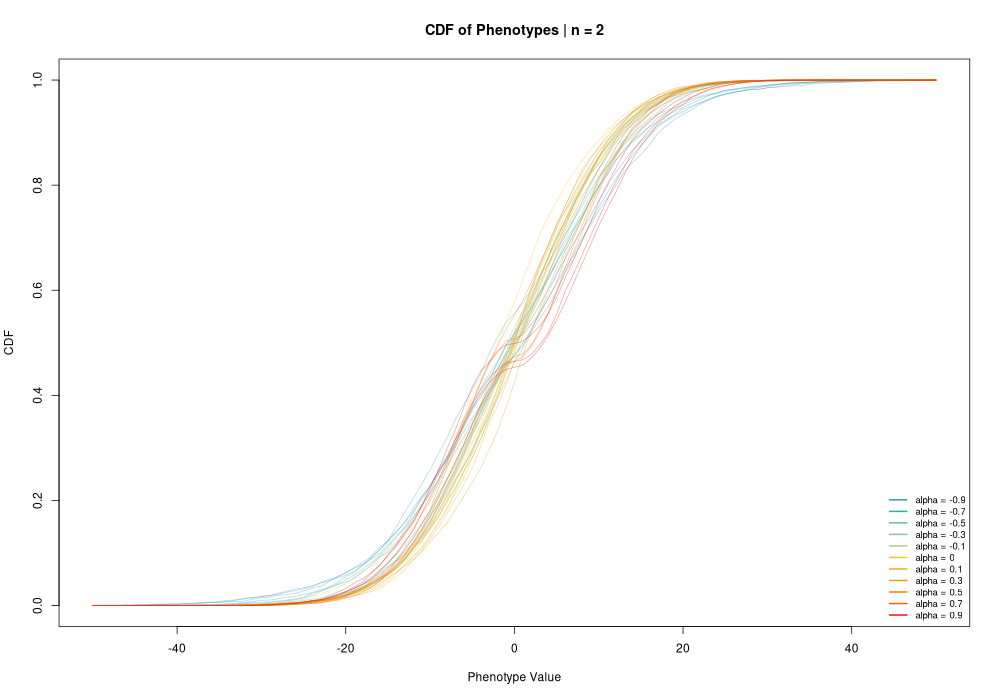 CDF of Phenotypes | n = 2
CDF
1.0
0.8
0.6
0.4
0.2
0.0
-40
-20
0
20
40
Phenotype Value
alpha = -0.9
alpha = -0.7
alpha = -0.5
alpha = -0.3
alpha = -0.1
alpha = 0
alpha = 0.1
alpha = 0.3
alpha = 0.5
alpha = 0.7
alpha = 0.9